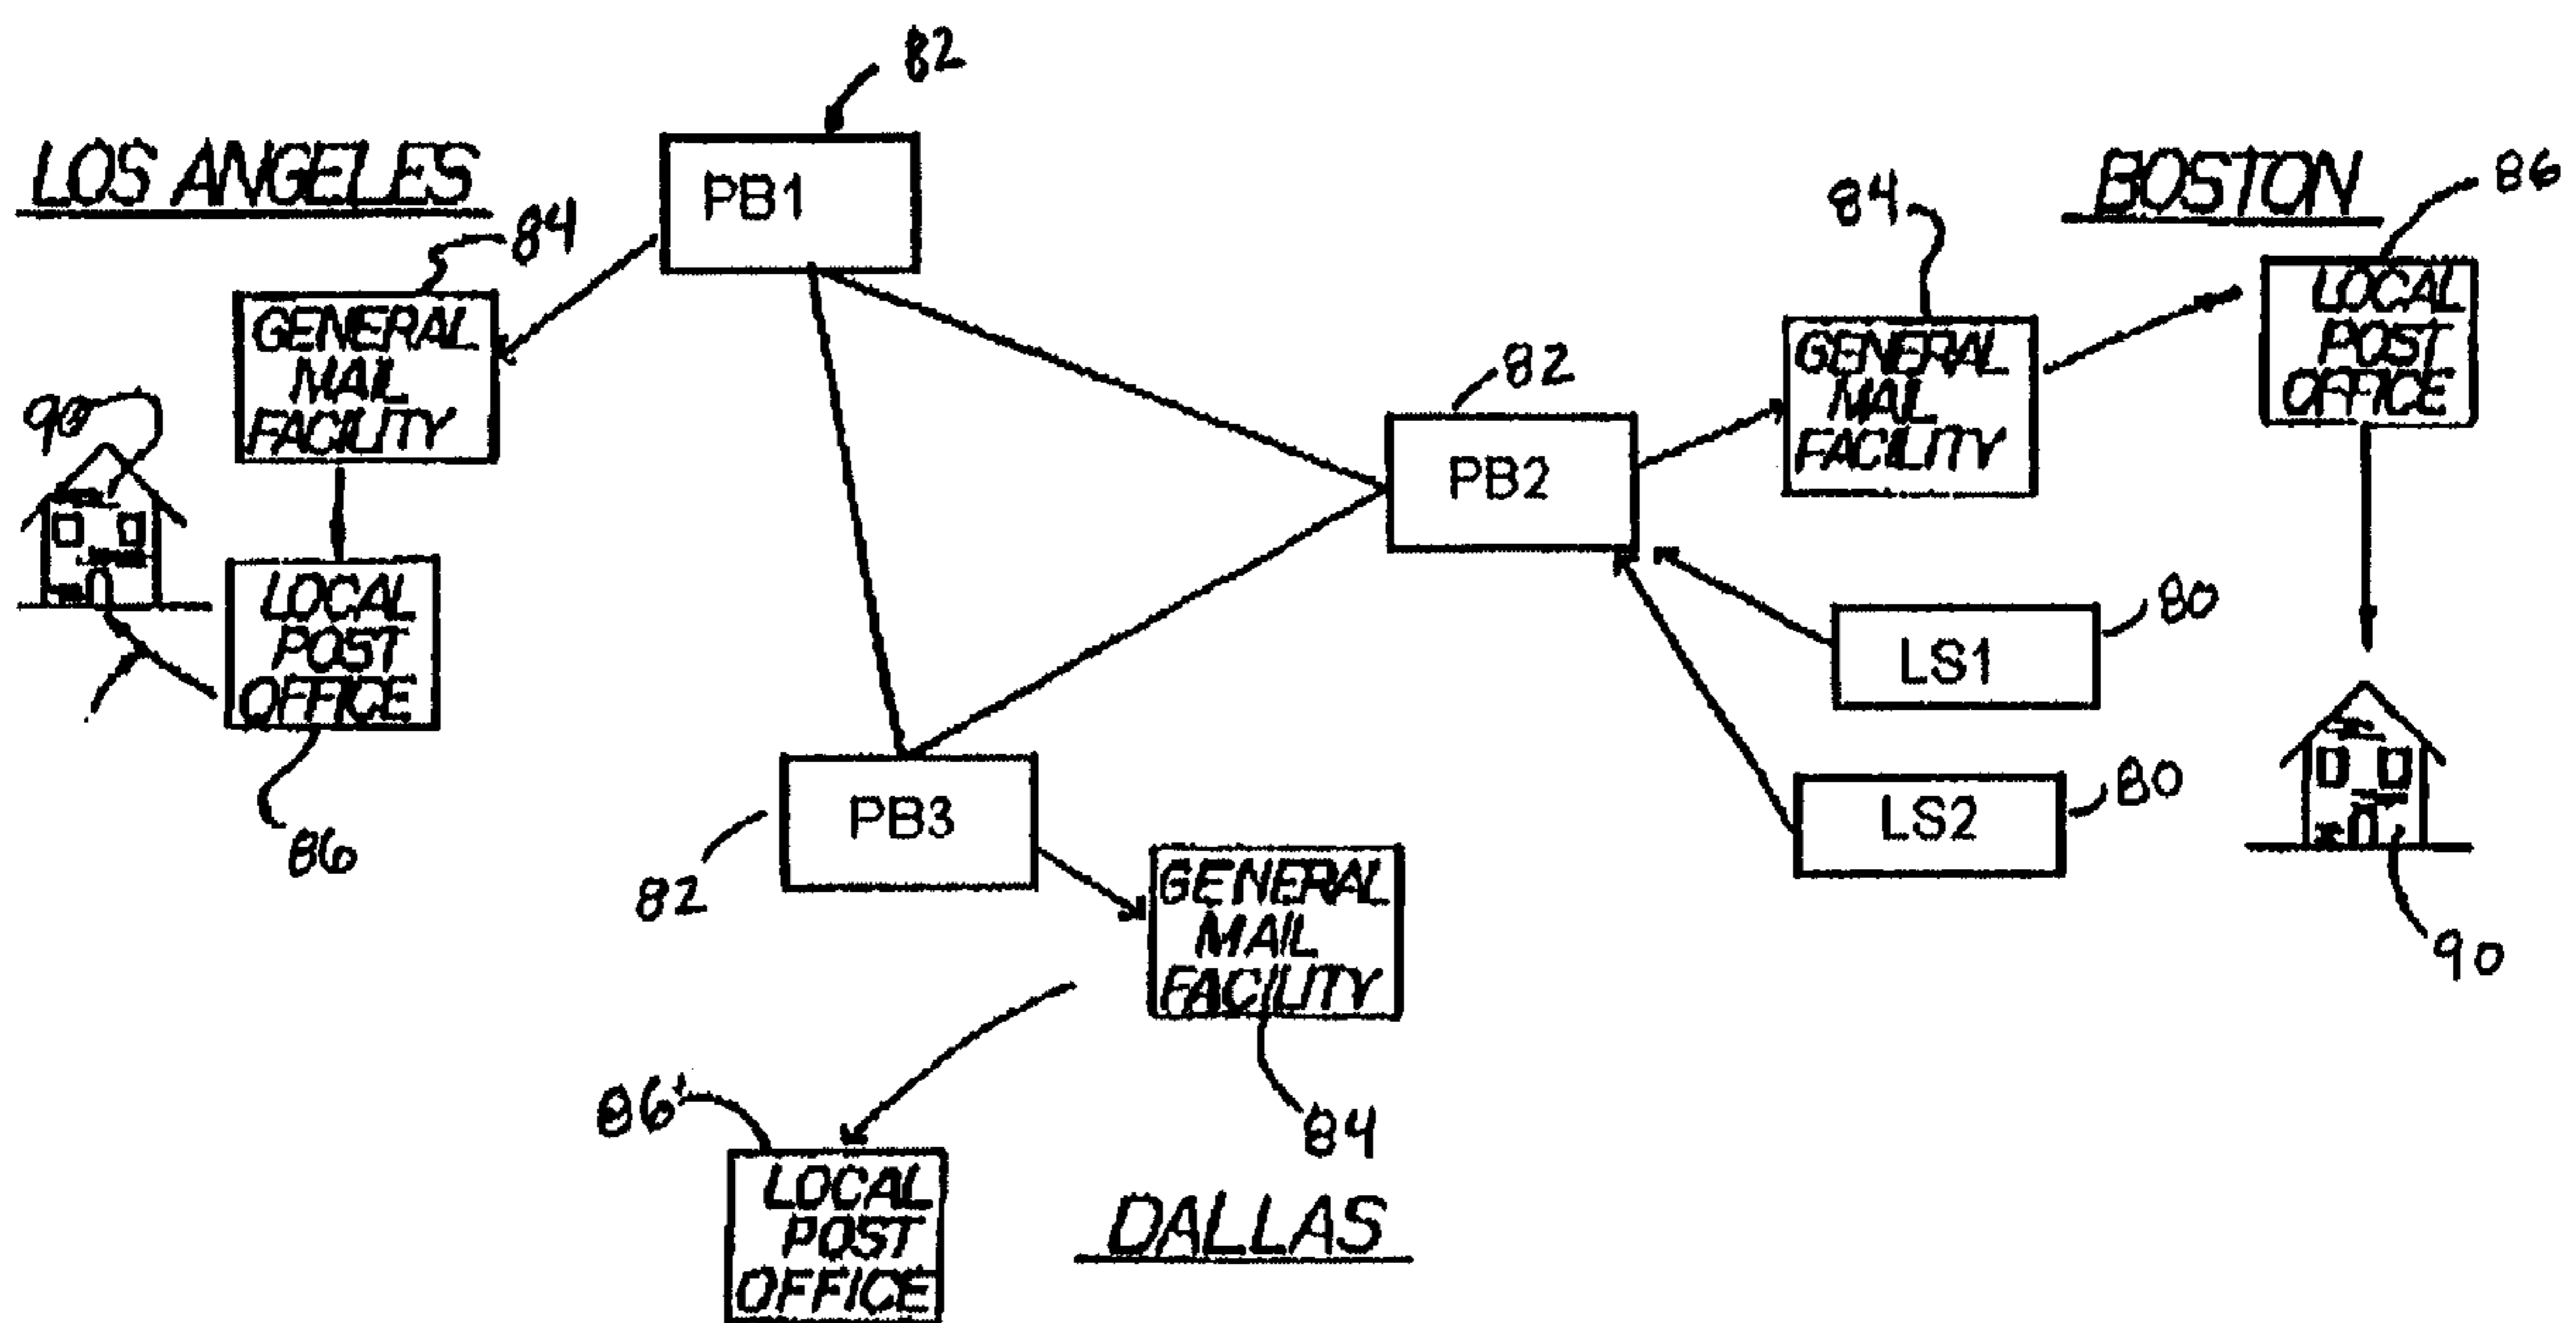 82
LOS ANGELES
PB1
BOSTON
86
84
84
GENERAL
MAIL
FACILITY
LOCAL
POST
OFFICE
GENERAL
MAIL
FACILITY
82
90
PB2
LOCAL
POST
OFFICE
80
LS1
86
PB3
82
80
LS2
GENERAL
MAIL
FACILITY
90
86'
84
LOCAL
POST
OFFICE
DALLAS